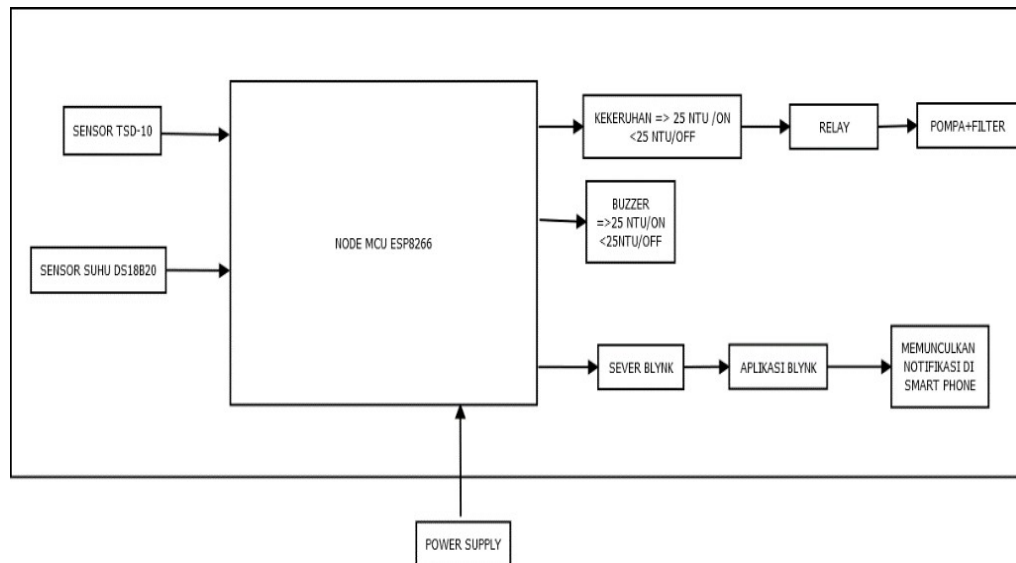 SENSOR TSD-10
KEKERUHAN => 25 NTU /ON
<25 NTU/OFF
RELAY
POMPA+FILTER
BUZZER
=>25 NTU/ON
<25NTU/OFF
NODE MCU ESP8266
SENSOR SUHU DS18B20
SEVER BLYNK
APLIKASI BLYNK
MEMUNCULKAN
NOTIFIKASI DI
SMART PHONE
POWER SUPPLY